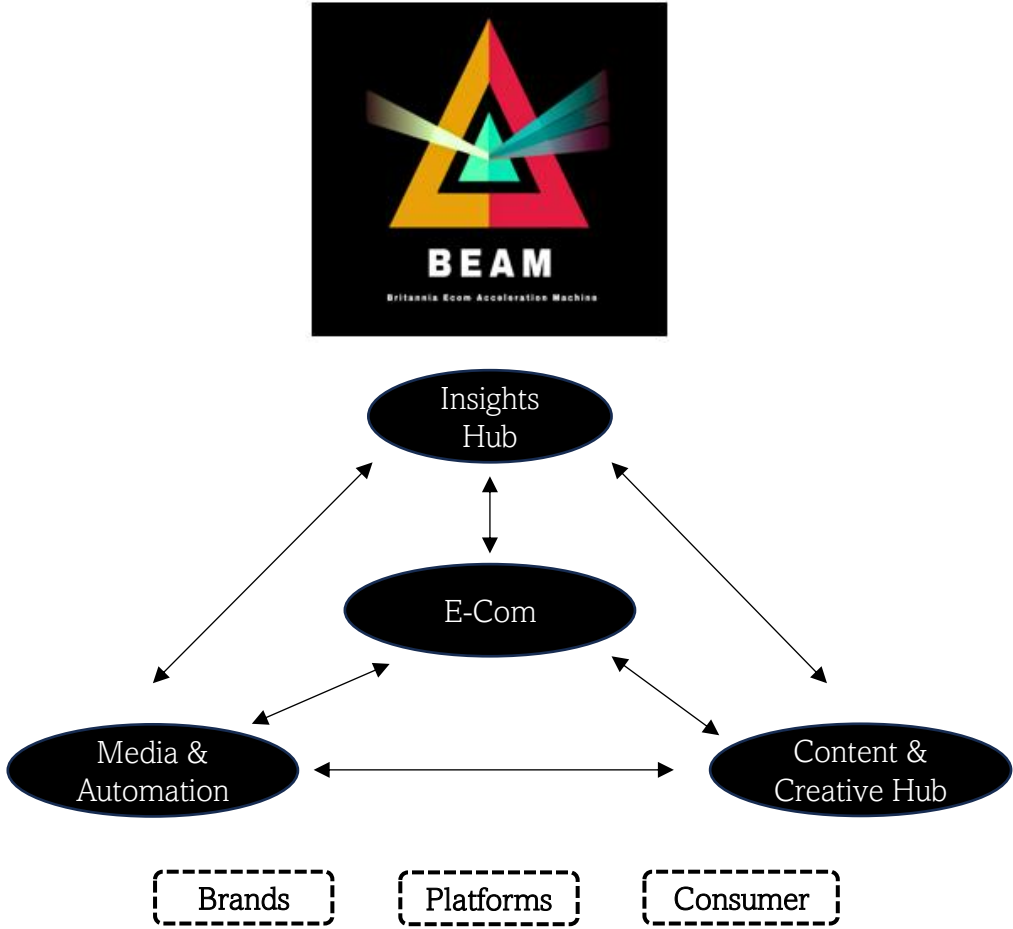 BEAM
Britannia Ecom Acceleration Machine
Insights
Hub
E-Com
Media &
Automation
Content &
Creative Hub
Brands
Platforms
Consumer